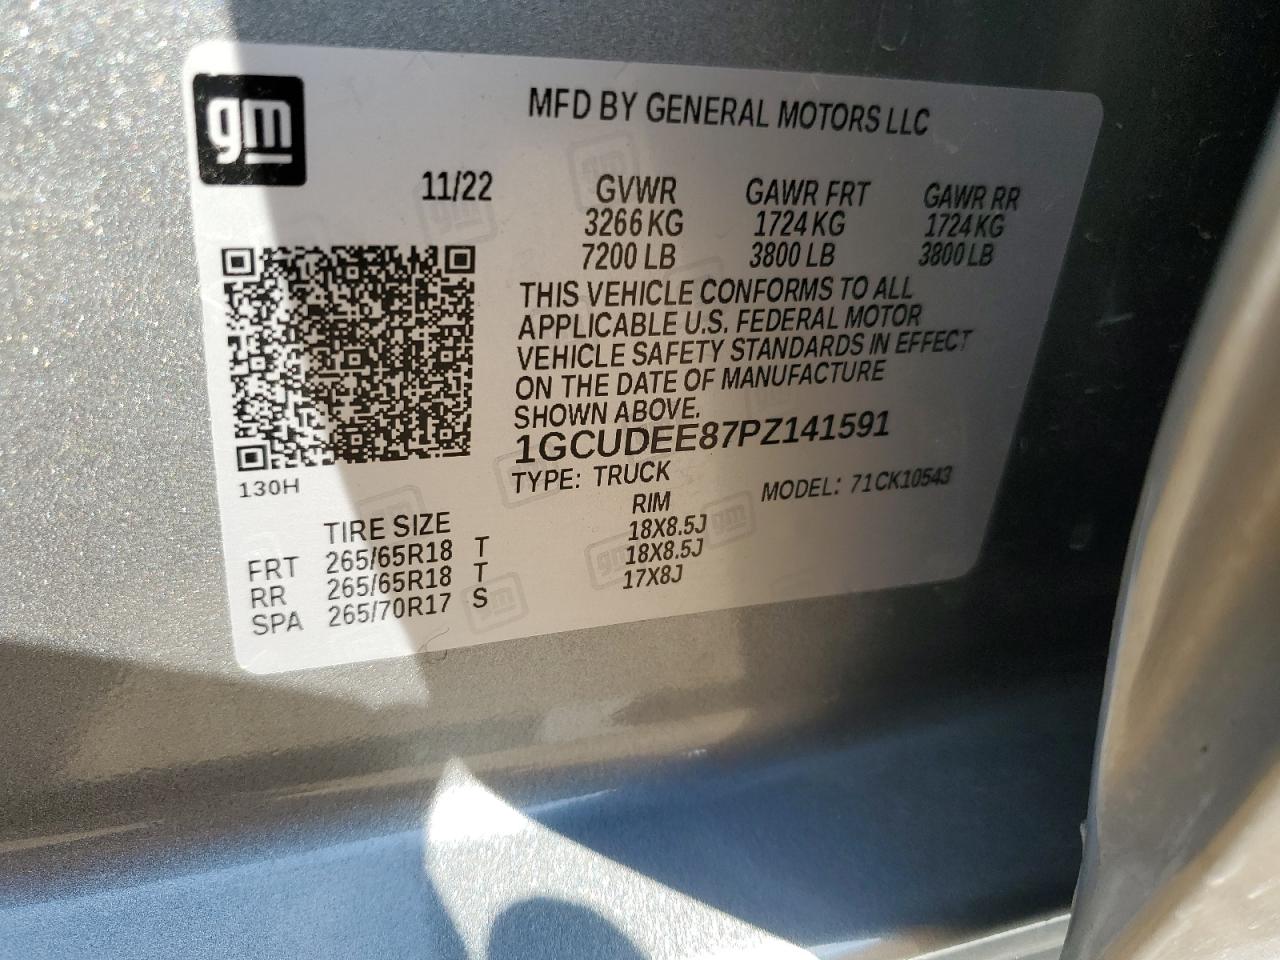 gm
MFD BY GENERAL MOTORS LLC
11/22 GVWR GAWR FRT GAWR RR
3266 KG 1724 KG 1724 KG
7200 LB 3800 LB 3800 LB
THIS VEHICLE CONFORMS TO ALL
APPLICABLE U.S. FEDERAL MOTOR
VEHICLE SAFETY STANDARDS IN EFFECT
ON THE DATE OF MANUFACTURE
SHOWN ABOVE.
1GCUDEE87PZ141591
TYPE: TRUCK MODEL: 71CK10543
130H
TIRE SIZE RIM
FRT 265/65R18 T 18X8.5J
RR 265/65R18 T 18X8.5J
SPA 265/70R17 S 17X8J